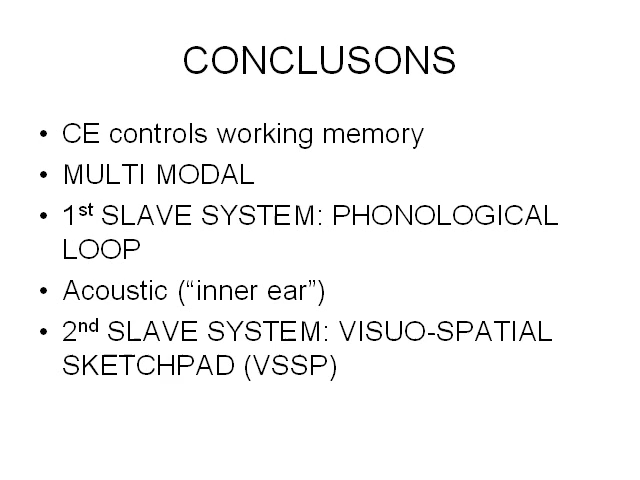 CONCLUSONS
• CE controls working memory
• MULTI MODAL
• 1st SLAVE SYSTEM: PHONOLOGICAL
LOOP
• Acoustic (“inner ear”)
• 2nd SLAVE SYSTEM: VISUO-SPATIAL
SKETCHPAD (VSSP)